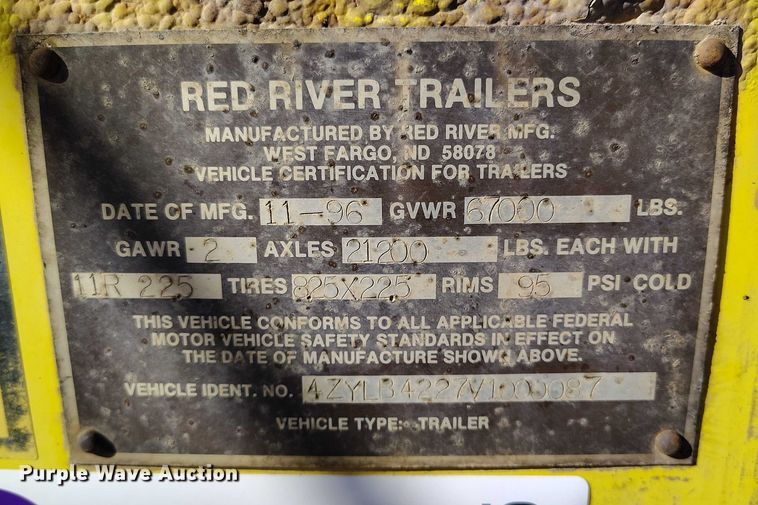 RED RIVER TRAILERS
MANUFACTURED BY RED RIVER MFG.
WEST FARGO, ND 58078
VEHICLE CERTIFICATION FOR TRAILERS
DATE OF MFG. 11-96 GVWR 67000 LBS.
GAWR 2 AXLES 21200 LBS. EACH WITH
11R 225 TIRES 825X225 RIMS 95 PSI COLD
THIS VEHICLE CONFORMS TO ALL APPLICABLE FEDERAL
MOTOR VEHICLE SAFETY STANDARDS IN EFFECT ON
THE DATE OF MANUFACTURE SHOWN ABOVE.
VEHICLE IDENT. NO. 4ZYLB4227V1000087
VEHICLE TYPE: TRAILER
Purple Wave Auction